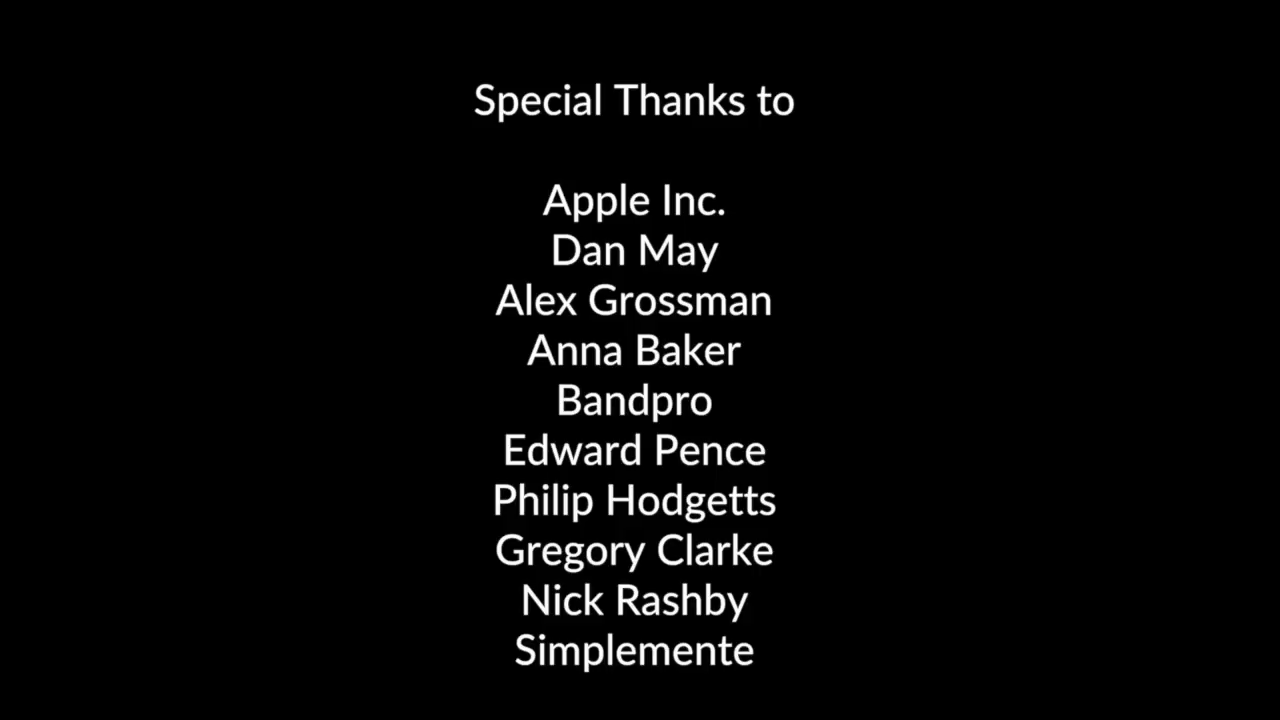 Special Thanks to
Apple Inc.
Dan May
Alex Grossman
Anna Baker
Bandpro
Edward Pence
Philip Hodgetts
Gregory Clarke
Nick Rashby
Simplemente